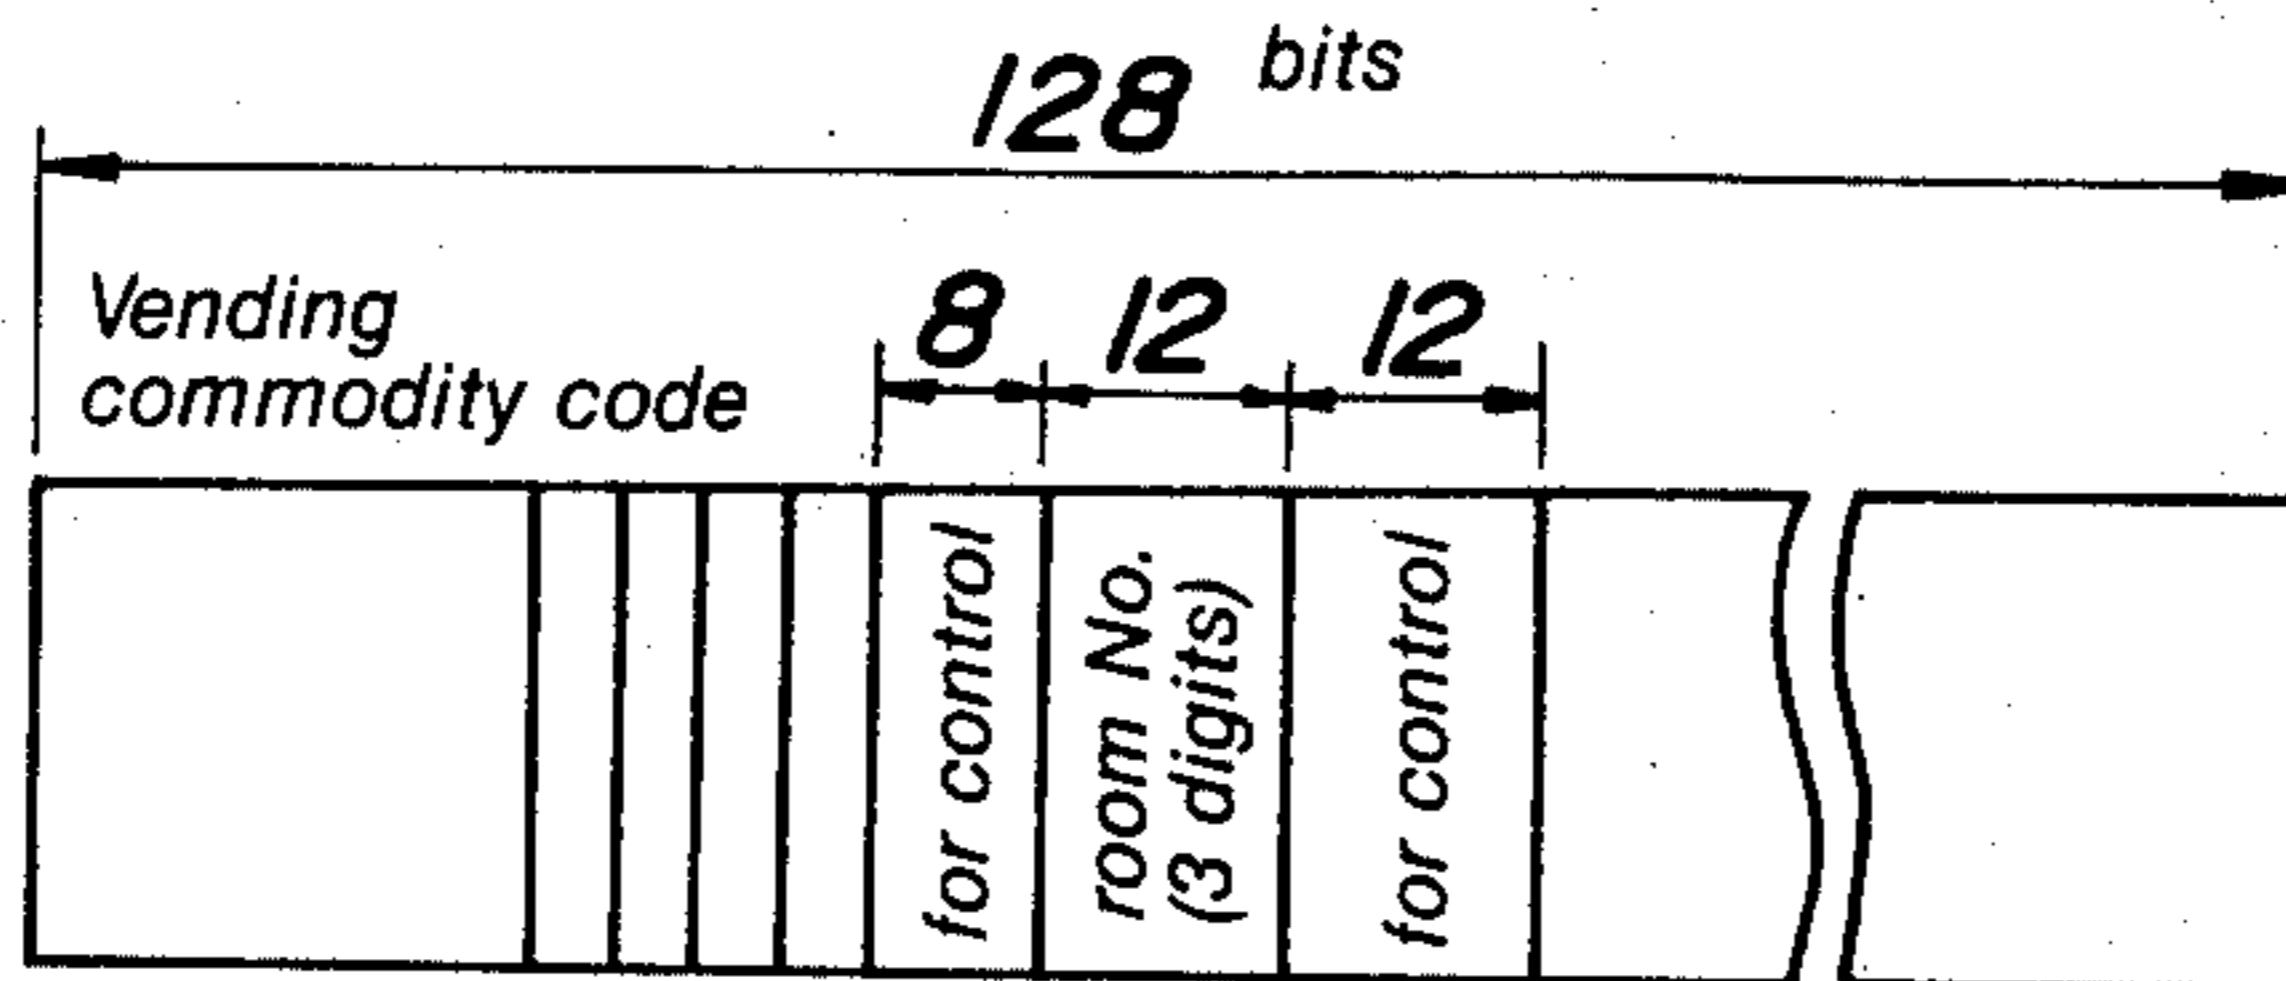 128 bits
Vending
commodity code
8
12
12
for control
room No.
(3 digits)
for control